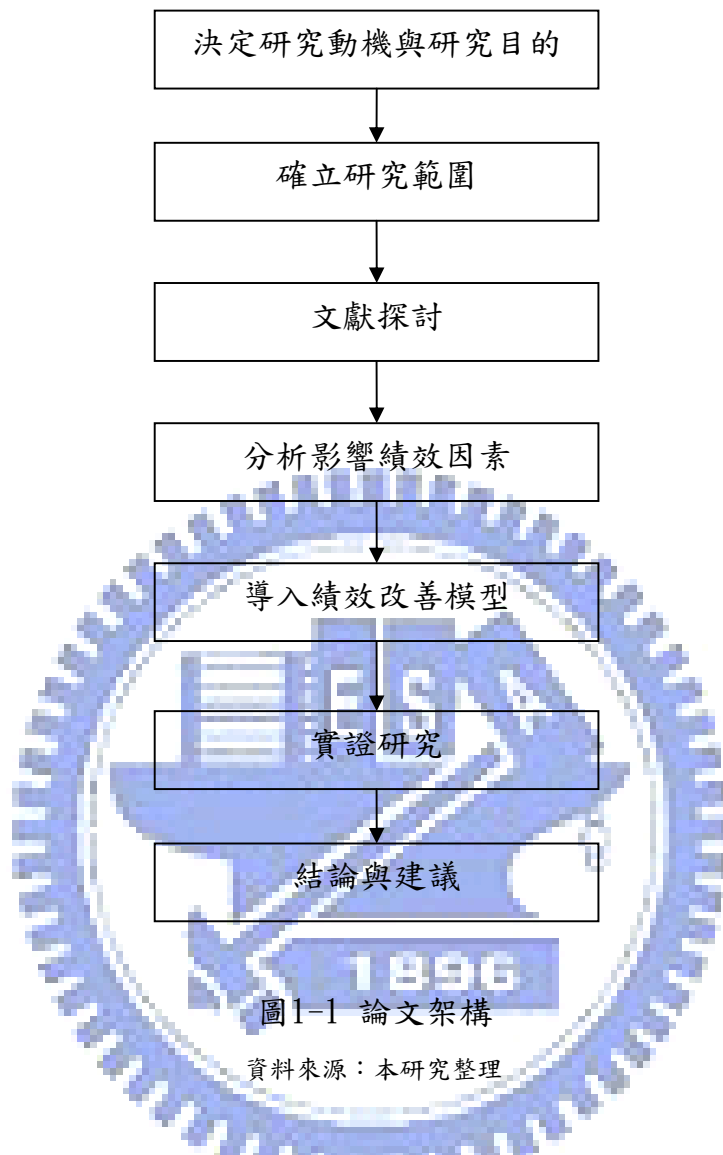 決定研究動機與研究目的
確立研究範圍
文獻探討
分析影響績效因素
導入績效改善模型
E S A
實證研究
結論與建議
1896
圖1-1 論文架構
資料來源：本研究整理